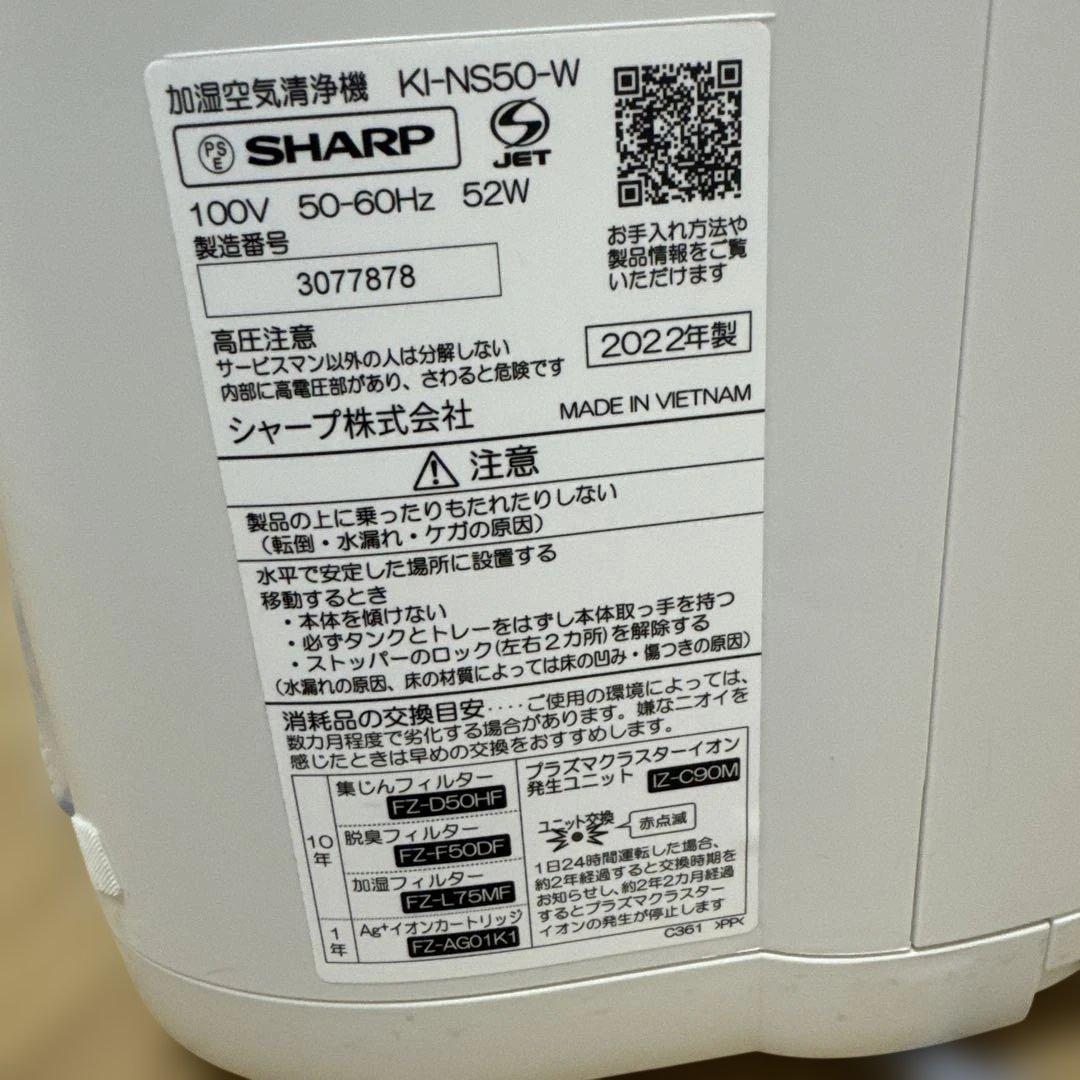 加湿空気清浄機 KI-NS50-W
PSE SHARP JET
100V 50-60Hz 52W
製造番号
3077878
お手入れ方法や
製品情報をご覧
いただけます
高圧注意
サービスマン以外の人は分解しない
内部に高電圧部があり、さわると危険です
2022年製
シャープ株式会社
MADE IN VIETNAM
注意
製品の上に乗ったりもたれたりしない
（転倒・水漏れ・ケガの原因）
水平で安定した場所に設置する
移動するとき
・本体を傾けない
・必ずタンクとトレーをはずし本体取っ手を持つ
・ストッパーのロック(左右2カ所)を解除する
（水漏れの原因、床の材質によっては床の凹み・傷つきの原因）
消耗品の交換目安････ご使用の環境によっては、
数カ月程度で劣化する場合があります。嫌なニオイを
感じたときは早めの交換をおすすめします。
10年
集じんフィルター
FZ-D50HF
脱臭フィルター
FZ-F50DF
加湿フィルター
FZ-L75MF
1年
Ag+イオンカートリッジ
FZ-AG01K1
プラズマクラスターイオン
発生ユニット IZ-C90M
ユニット交換 赤点滅
1日24時間運転した場合、
約2年経過すると交換時期を
お知らせし、約2年2カ月経過
するとプラズマクラスター
イオンの発生が停止します
C361 >PP<